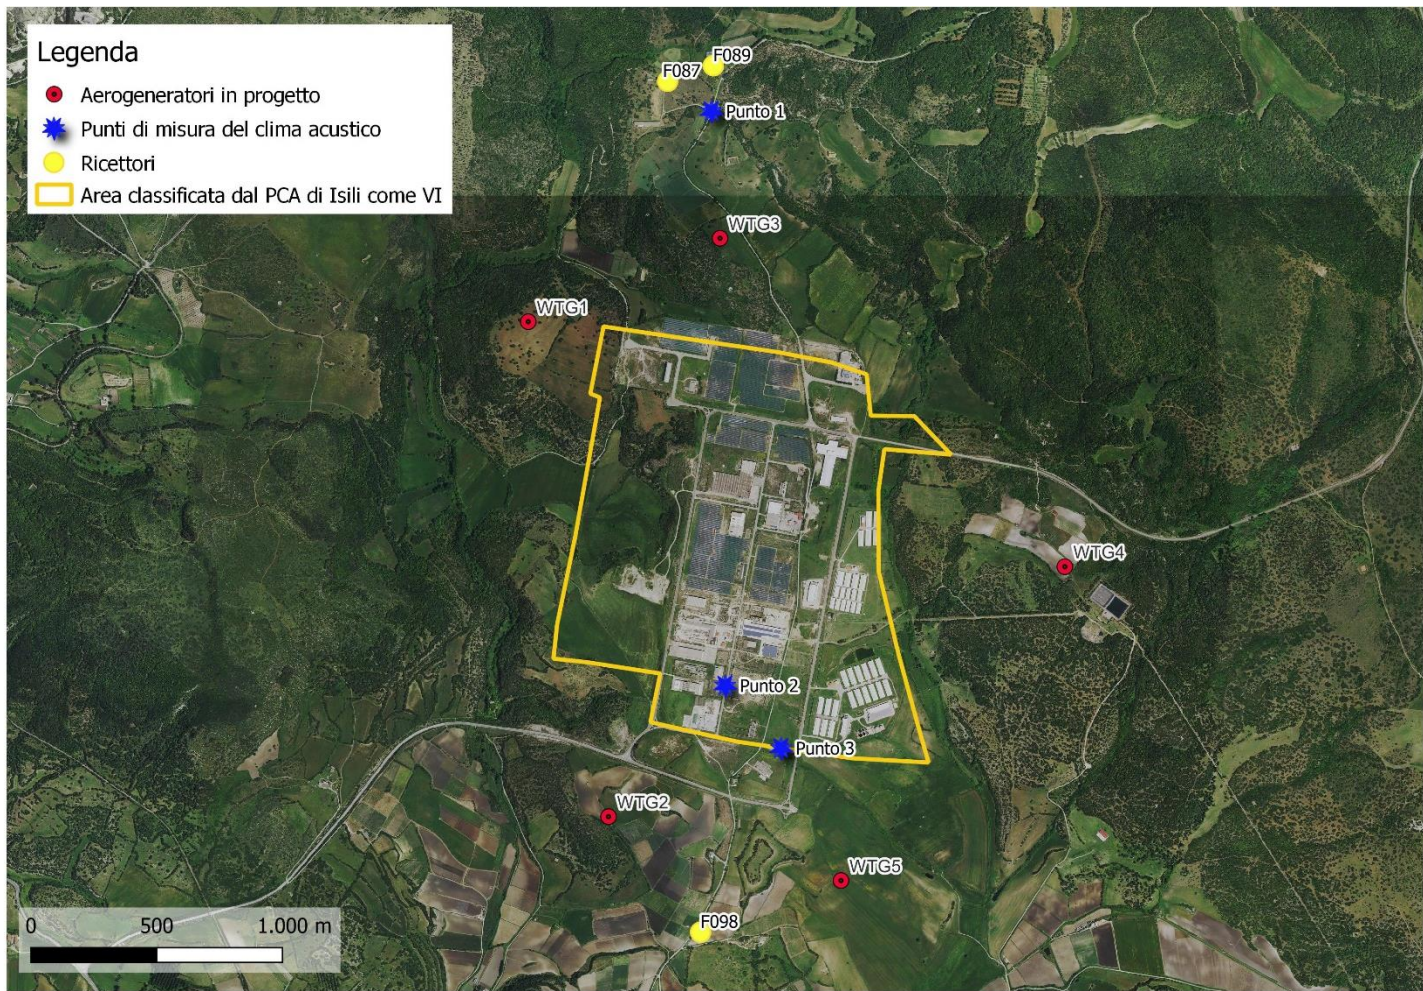 Legenda
Aerogeneratori in progetto
Punti di misura del clima acustico
Ricettori
Area classificata dal PCA di Isili come VI
F089
F087
Punto 1
WTG3
WTG1
WTG4
Punto 2
Punto 3
WTG2
WTG5
F098
0 500 1.000 m